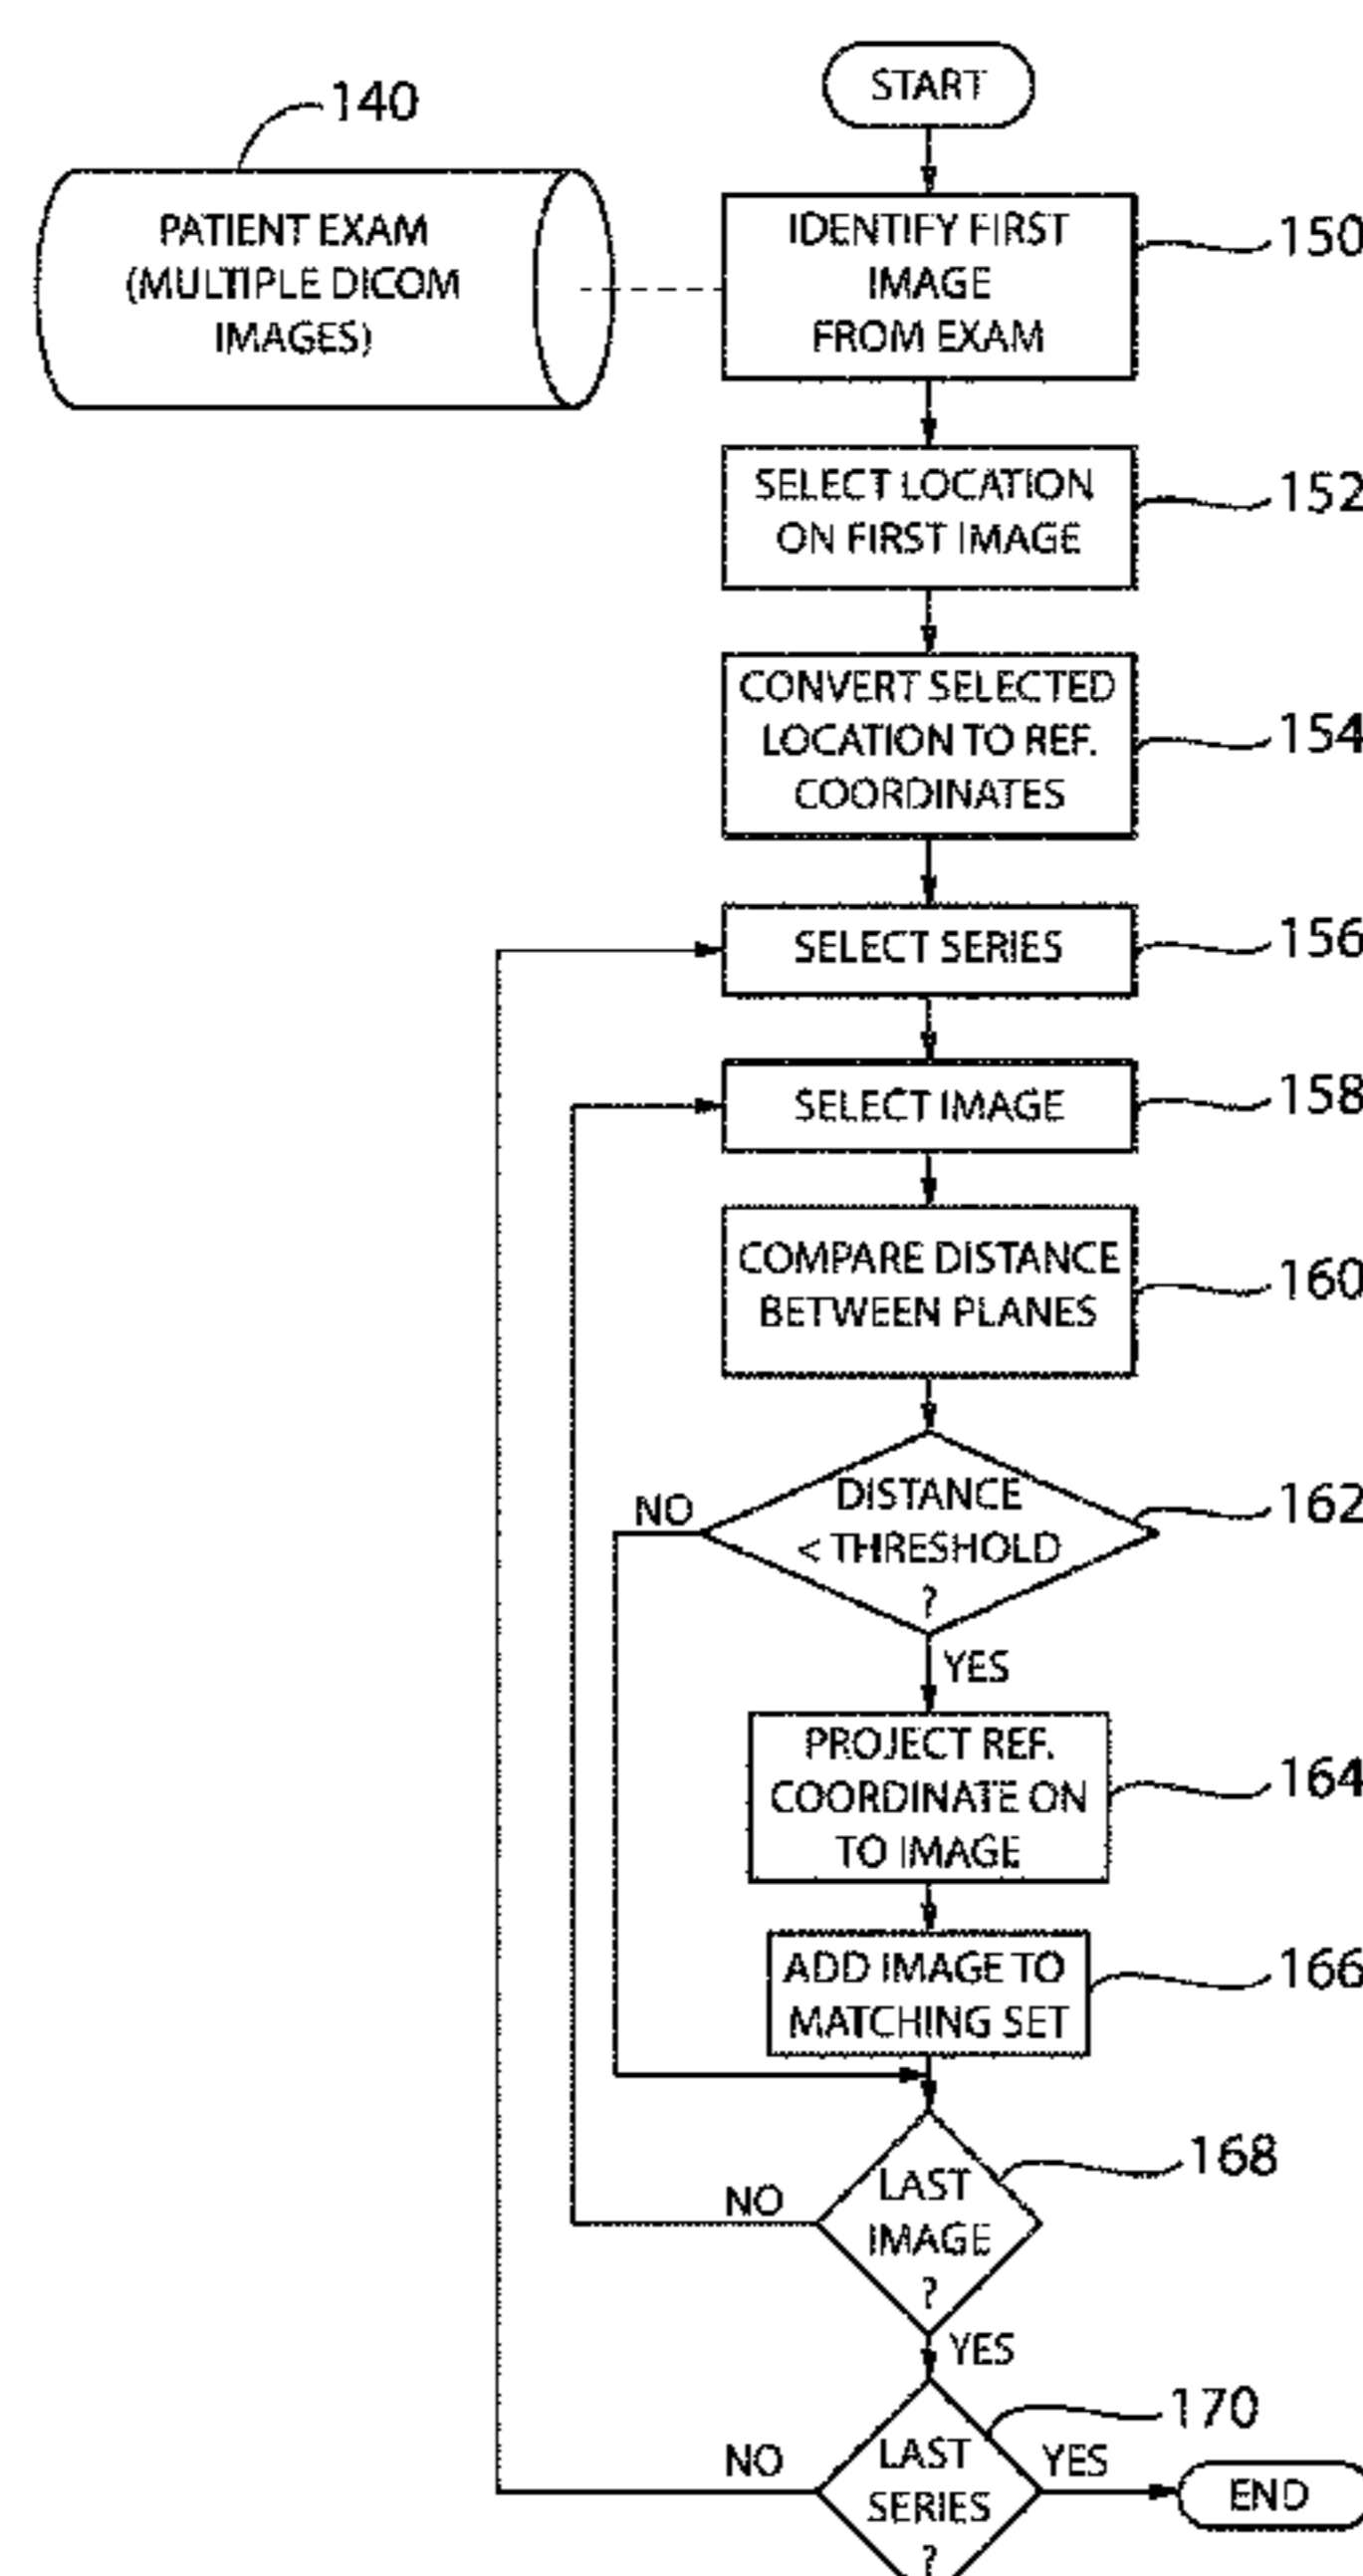 START
140
PATIENT EXAM
(MULTIPLE DICOM
IMAGES)
IDENTIFY FIRST
IMAGE
FROM EXAM
150
SELECT LOCATION
ON FIRST IMAGE
152
CONVERT SELECTED
LOCATION TO REF.
COORDINATES
154
SELECT SERIES
156
SELECT IMAGE
158
COMPARE DISTANCE
BETWEEN PLANES
160
DISTANCE
< THRESHOLD
?
162
NO
YES
PROJECT REF.
COORDINATE ON
TO IMAGE
164
ADD IMAGE TO
MATCHING SET
166
LAST
IMAGE
?
168
NO
YES
LAST
SERIES
?
170
NO
YES
END